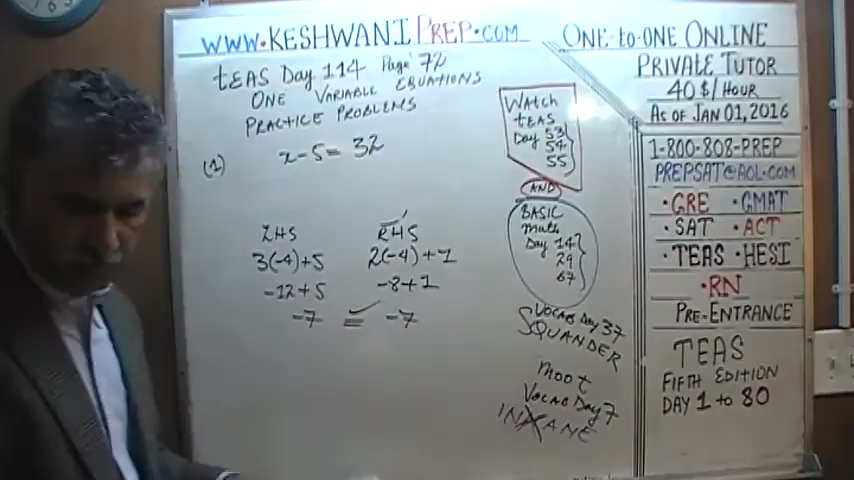 WWW.KESHWANIPREP.COM
TEAS Day 114 Page 72
ONE VARIABLE EQUATIONS
PRACTICE PROBLEMS
(1) x-5= 32
LHS RHS
3(-4)+5 2(-4)+1
-12+5 -8+1
-7 = -7
WATCH
TEAS
Day 53
54
55
AND
BASIC
Math
Day 14
29
67
VOCAB Day 37
SQUANDER
MOOT
VOCAB Day 7
INANE
ONE-TO-ONE ONLINE
PRIVATE TUTOR
40 $/HOUR
AS OF JAN 01, 2016
1-800-808-PREP
PREPSAT@AOL.COM
•GRE •GMAT
•SAT •ACT
•TEAS •HESI
•RN
PRE-ENTRANCE
TEAS
FIFTH EDITION
DAY 1 to 80